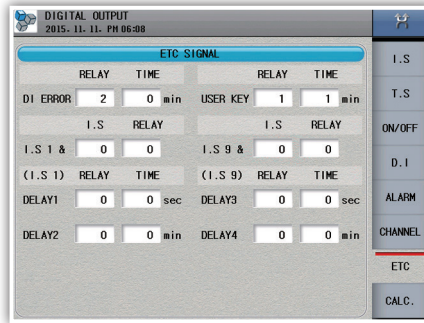 DIGITAL OUTPUT
2015. 11. 11. PM 06:08
ETC SIGNAL
RELAY TIME RELAY TIME
DI ERROR 2 0 min USER KEY 1 1 min
I.S RELAY I.S RELAY
I.S 1 & 0 0 I.S 9 & 0 0
(I.S 1) RELAY TIME (I.S 9) RELAY TIME
DELAY1 0 0 sec DELAY3 0 0 sec
DELAY2 0 0 min DELAY4 0 0 min
I.S
T.S
ON/OFF
D.I
ALARM
CHANNEL
ETC
CALC.